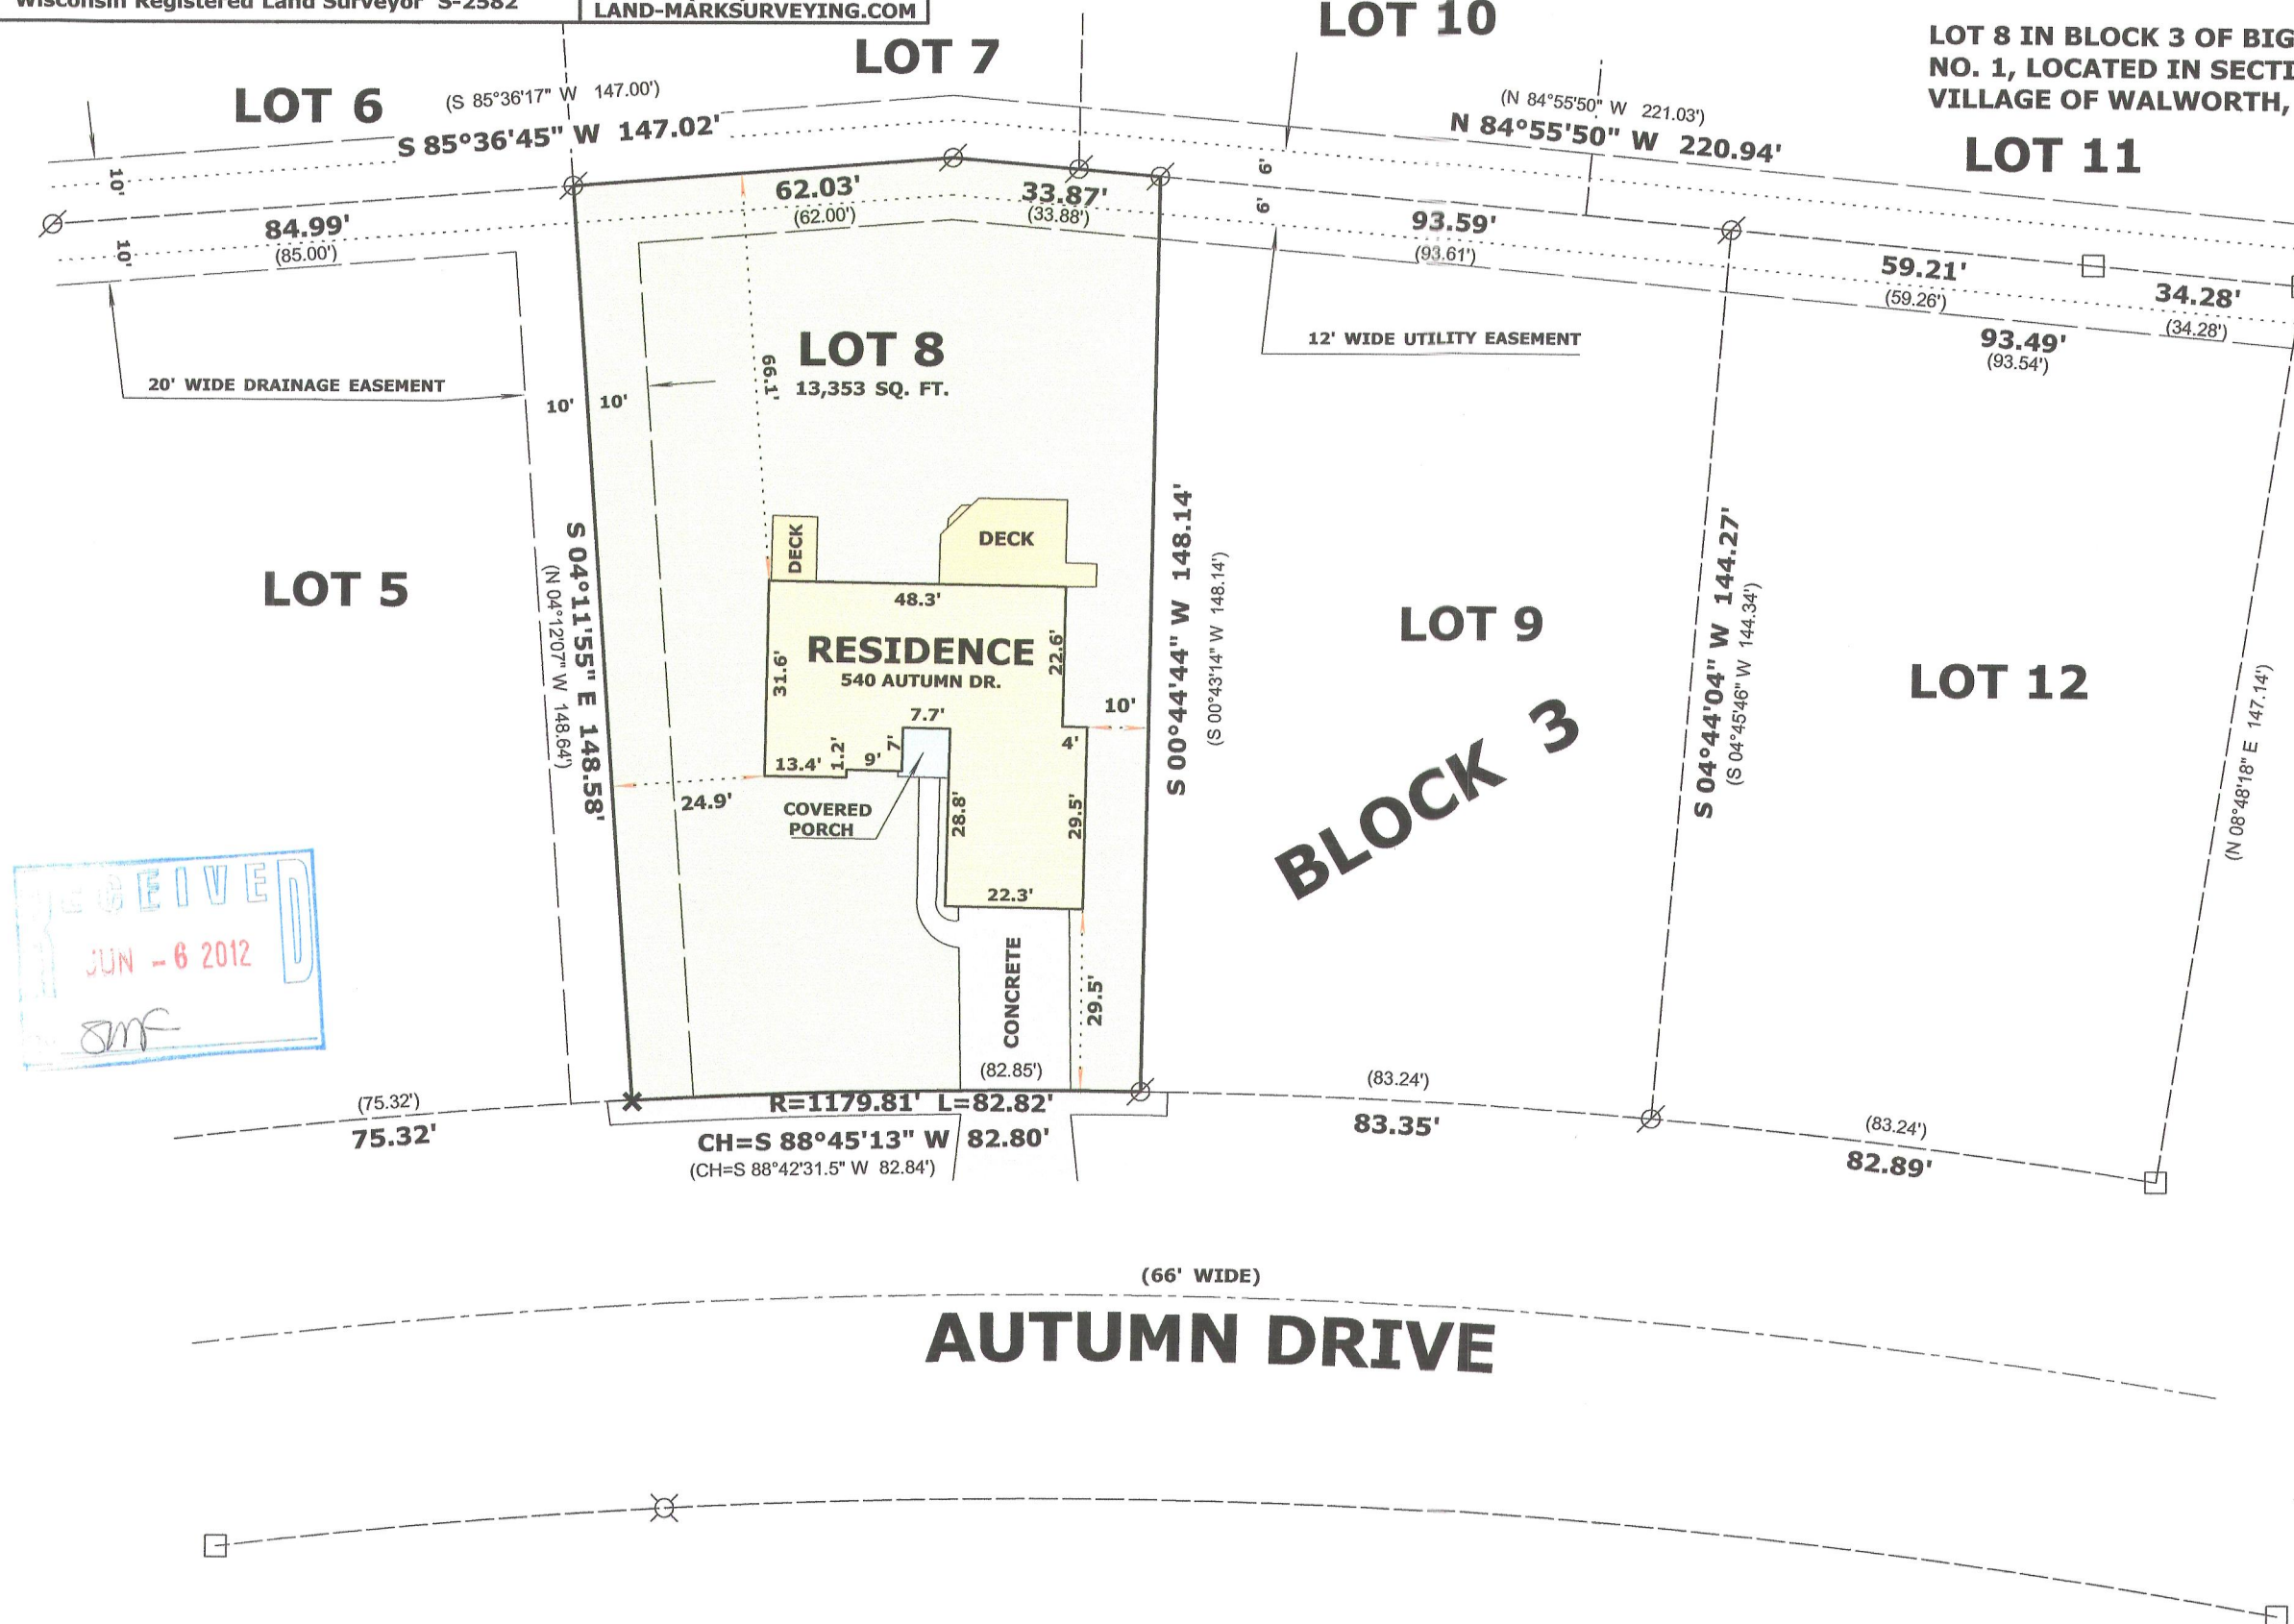 Wisconsin Registered Land Surveyor S-2582
LAND-MARKSURVEYING.COM
LOT 10
LOT 8 IN BLOCK 3 OF BIG
NO. 1, LOCATED IN SECTI
VILLAGE OF WALWORTH,
LOT 7
LOT 6
(S 85°36'17" W 147.00')
S 85°36'45" W 147.02'
(N 84°55'50" W 221.03')
N 84°55'50" W 220.94'
LOT 11
10'
10'
6'
6'
84.99'
(85.00')
62.03'
(62.00')
33.87'
(33.88')
93.59'
(93.61')
59.21'
(59.26')
34.28'
(34.28')
93.49'
(93.54')
12' WIDE UTILITY EASEMENT
20' WIDE DRAINAGE EASEMENT
10'
10'
66.1'
LOT 8
13,353 SQ. FT.
DECK
DECK
LOT 5
S 04°11'55" E 148.58'
(N 04°12'07" W 148.64')
48.3'
RESIDENCE
540 AUTUMN DR.
31.6'
22.6'
7.7'
13.4'
1.2'
9'
7'
4'
10'
24.9'
COVERED
PORCH
28.8'
29.5'
22.3'
CONCRETE
29.5'
S 00°44'44" W 148.14'
(S 00°43'14" W 148.14')
LOT 9
BLOCK 3
S 04°44'04" W 144.27'
(S 04°45'46" W 144.34')
LOT 12
(N 08°48'18" E 147.14')
RECEIVED
JUN - 6 2012
(75.32')
75.32'
(82.85')
R=1179.81' L=82.82'
CH=S 88°45'13" W 82.80'
(CH=S 88°42'31.5" W 82.84')
(83.24')
83.35'
(83.24')
82.89'
(66' WIDE)
AUTUMN DRIVE